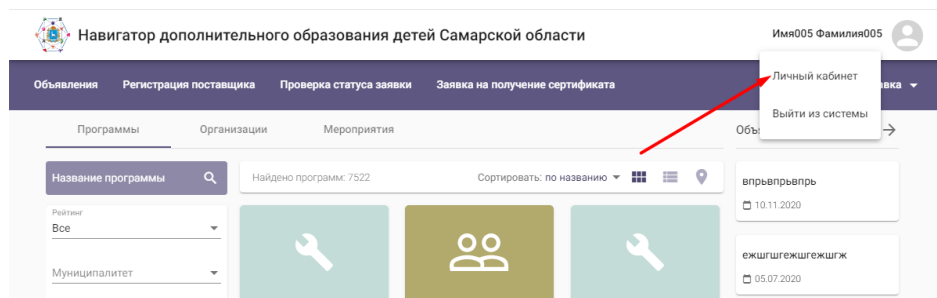 Навигатор дополнительного образования детей Самарской области
Имя005 Фамилия005
Личный кабинет
Выйти из системы
Объявления Регистрация поставщика Проверка статуса заявки Заявка на получение сертификата
Программы Организации Мероприятия
Название программы
Найдено программ: 7522 Сортировать: по названию
Рейтинг
Все
Муниципалитет
впрьвпрьвпрь
10.11.2020
ежшгшгежшгежшгж
05.07.2020